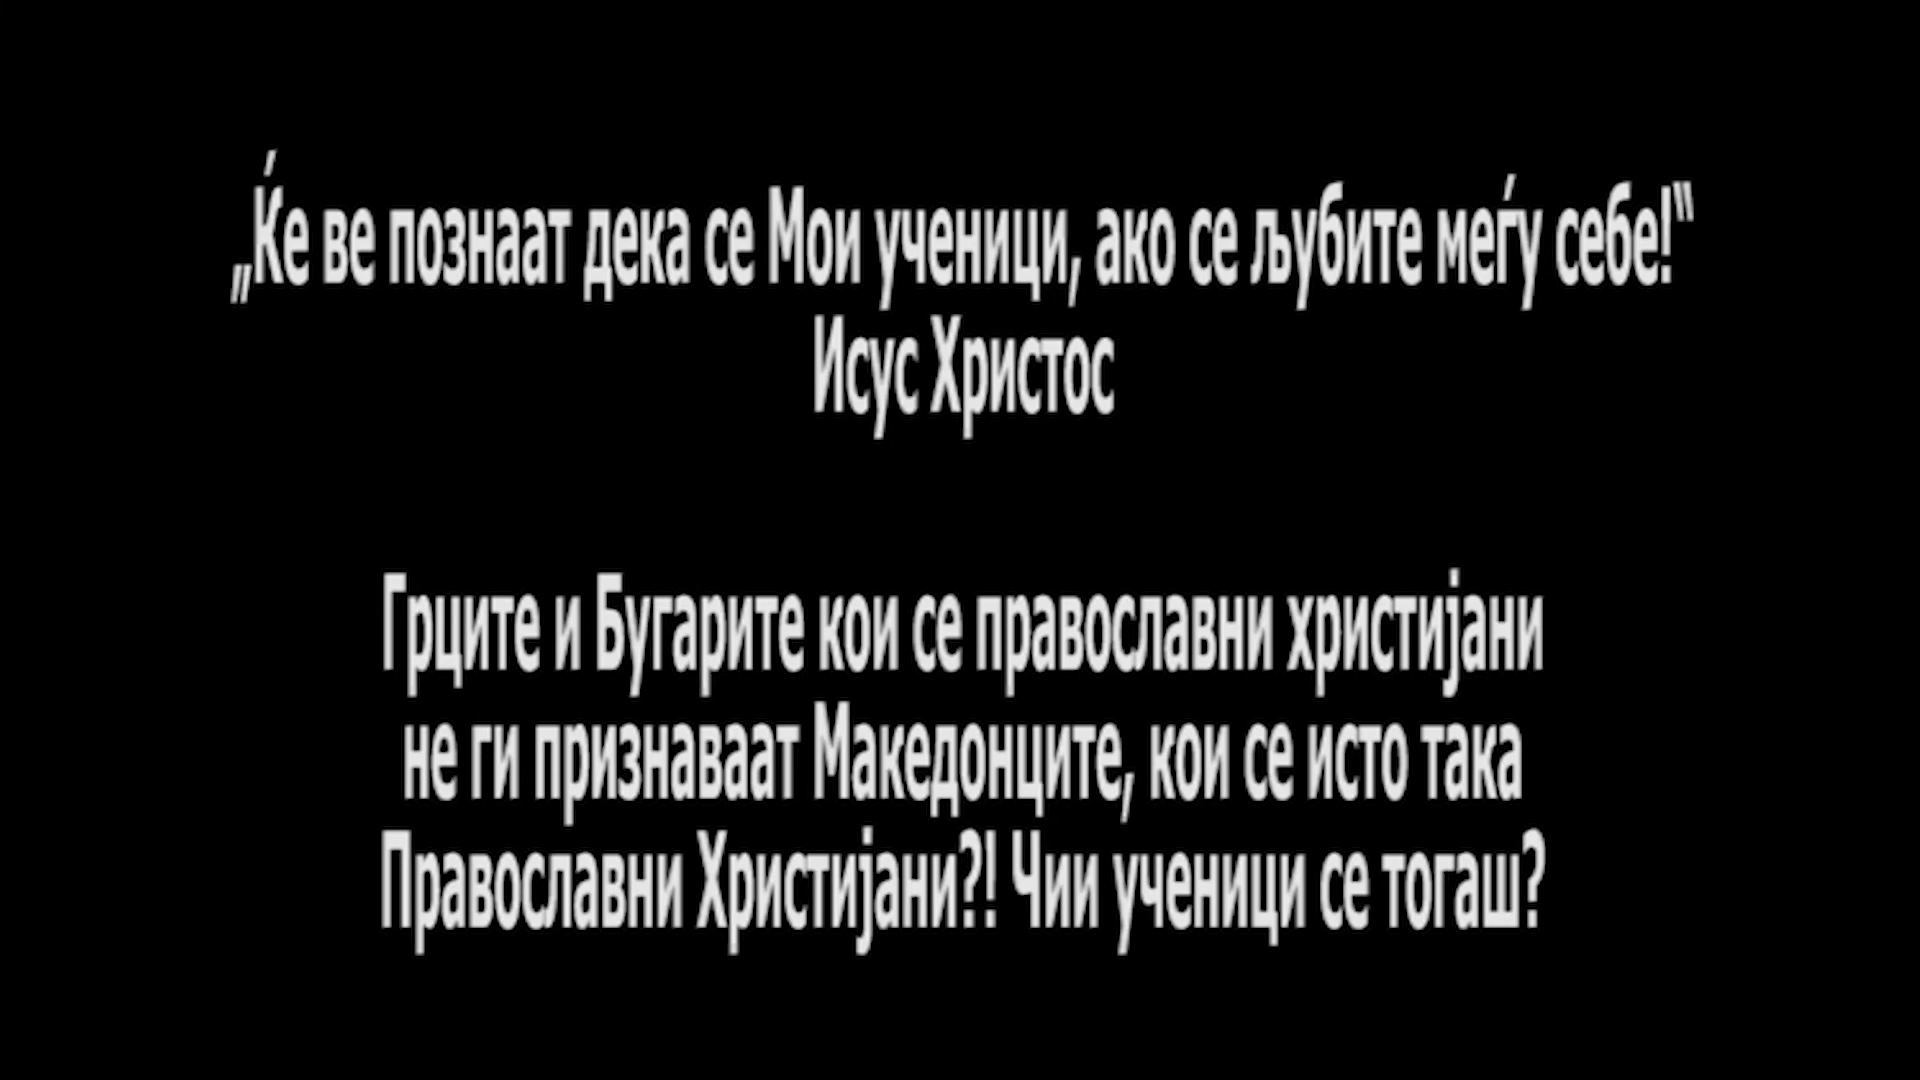 „Ќе ве познаат дека се Мои ученици, ако се љубите меѓу себе!“
Исус Христос
Грците и Бугарите кои се православни христијани
не ги признаваат Македонците, кои се исто така
Православни Христијани?! Чии ученици се тогаш?